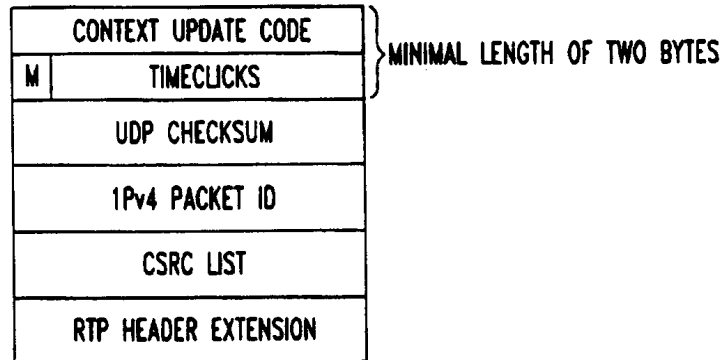 CONTEXT UPDATE CODE
MINIMAL LENGTH OF TWO BYTES
M TIMECLICKS
UDP CHECKSUM
1Pv4 PACKET ID
CSRC LIST
RTP HEADER EXTENSION